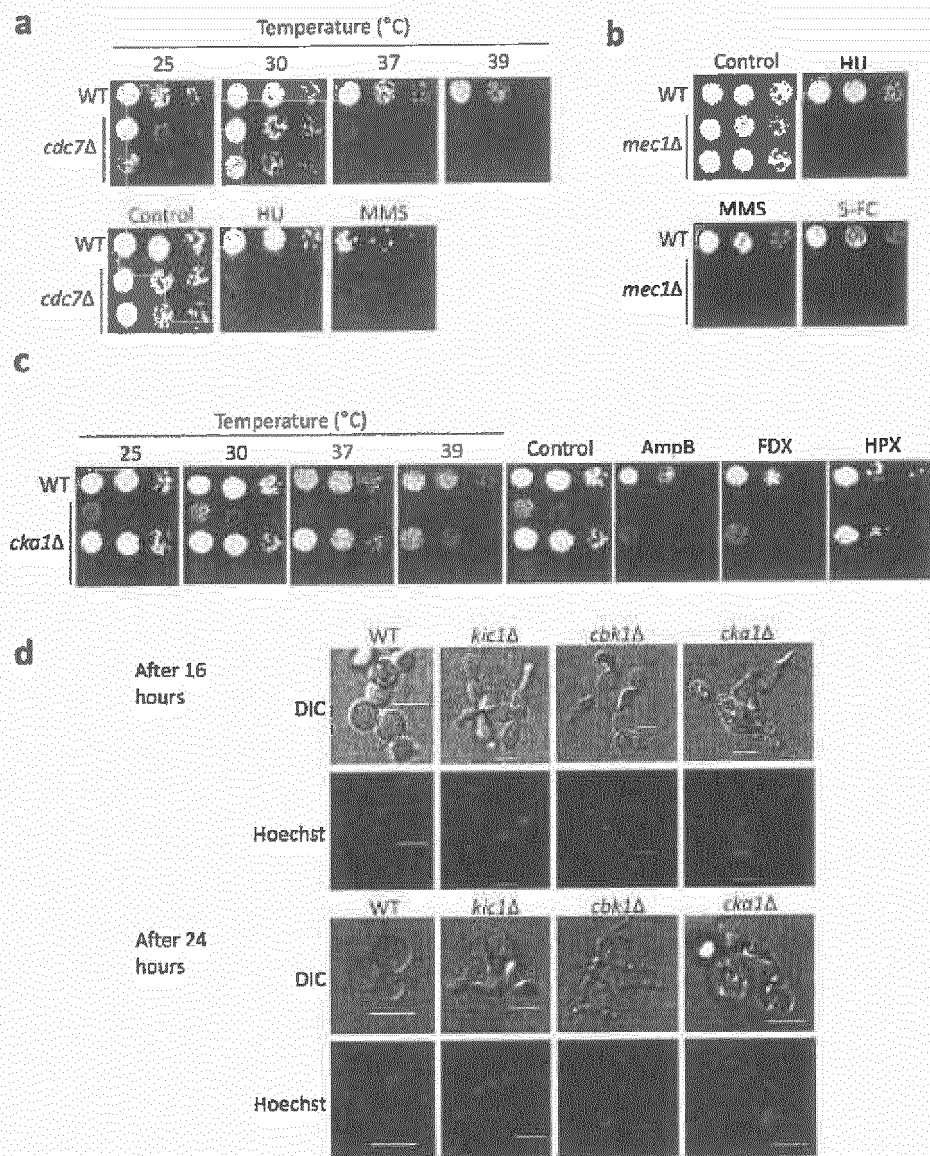 a
Temperature (°C)
25 30 37 39
WT
cdc7Δ
Control HU MMS
WT
cdc7Δ
b
Control HU
WT
mec1Δ
MMS 5-FC
WT
mec1Δ
c
Temperature (°C)
25 30 37 39 Control AmpB FDX HPX
WT
cka1Δ
d
WT kic1Δ cbk1Δ cka1Δ
After 16
hours
DIC
Hoechst
WT kic1Δ cbk1Δ cka1Δ
After 24
hours
DIC
Hoechst